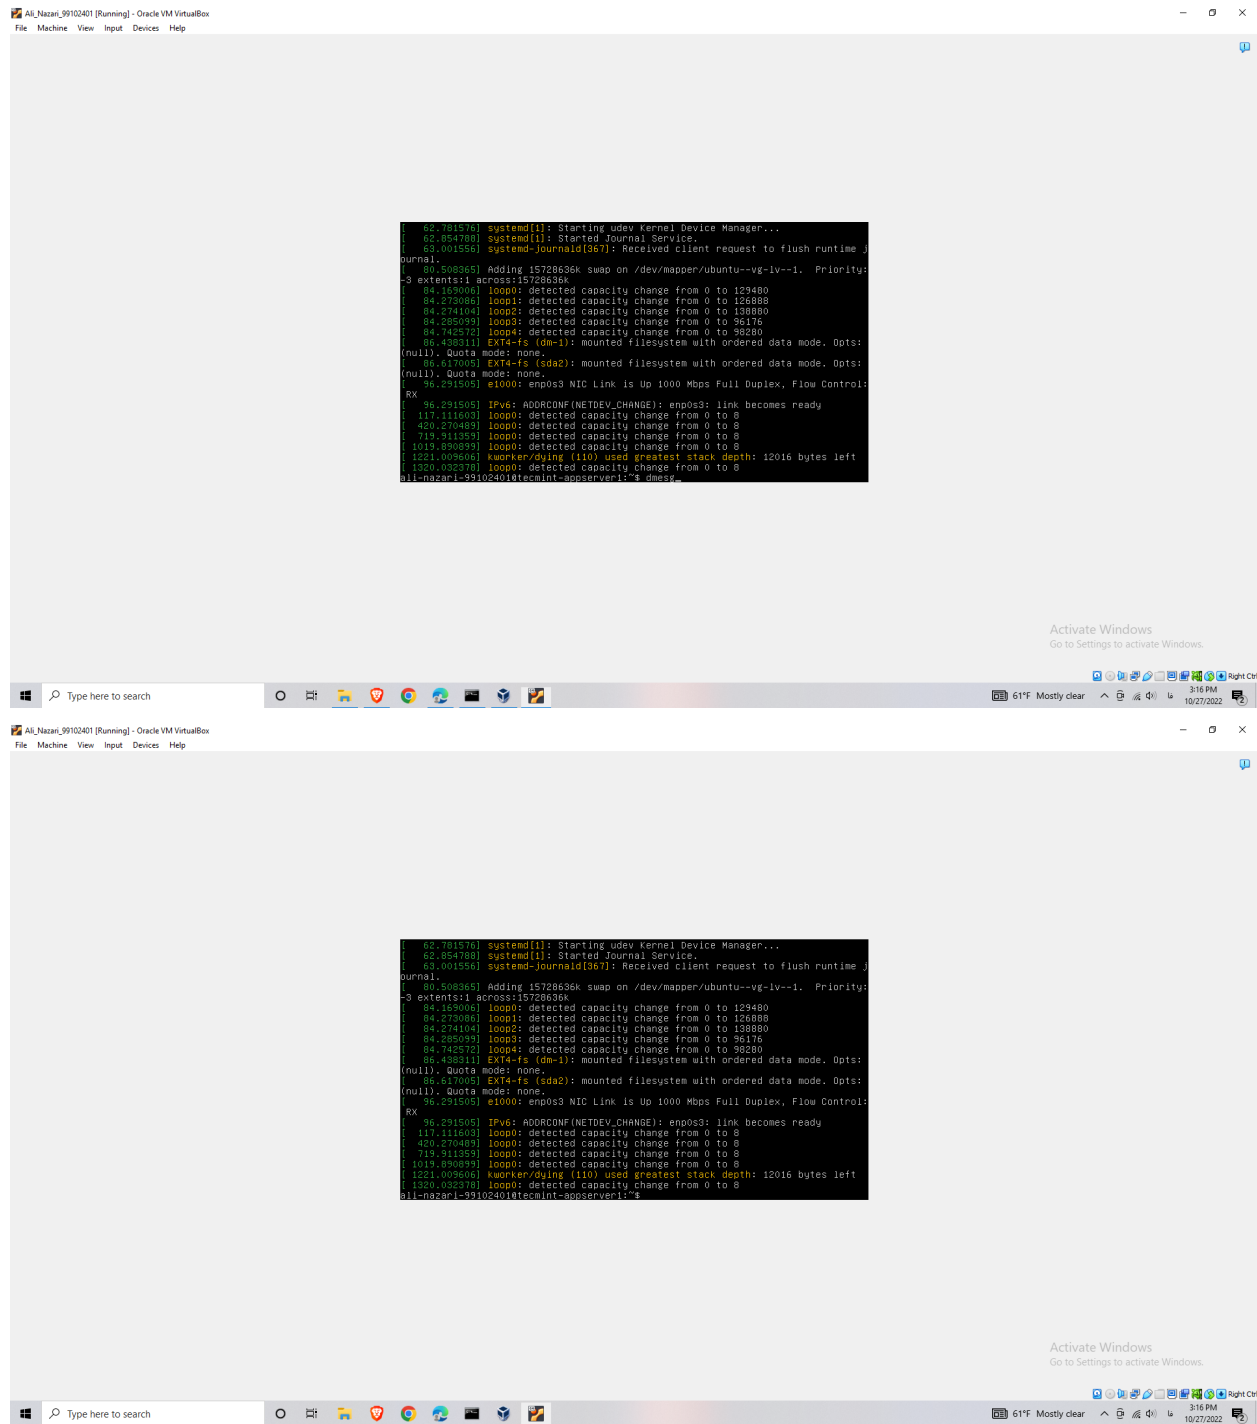 Ali_Nazari_99102401 [Running] - Oracle VM VirtualBox
File Machine View Input Devices Help
[   62.781576] systemd[1]: Starting udev Kernel Device Manager...
[   62.854788] systemd[1]: Started Journal Service.
[   63.001556] systemd-journald[367]: Received client request to flush runtime j
ournal.
[   80.508365] Adding 15728636k swap on /dev/mapper/ubuntu--vg-lv--1.  Priority:
-3 extents:1 across:15728636k
[   84.169006] loop0: detected capacity change from 0 to 129480
[   84.273086] loop1: detected capacity change from 0 to 126888
[   84.274104] loop2: detected capacity change from 0 to 138880
[   84.285099] loop3: detected capacity change from 0 to 96176
[   84.742572] loop4: detected capacity change from 0 to 98280
[   86.438311] EXT4-fs (dm-1): mounted filesystem with ordered data mode. Opts:
(null). Quota mode: none.
[   86.617005] EXT4-fs (sda2): mounted filesystem with ordered data mode. Opts:
(null). Quota mode: none.
[   96.291505] e1000: enp0s3 NIC Link is Up 1000 Mbps Full Duplex, Flow Control:
RX
[   96.291505] IPv6: ADDRCONF(NETDEV_CHANGE): enp0s3: link becomes ready
[  117.111603] loop0: detected capacity change from 0 to 8
[  420.270489] loop0: detected capacity change from 0 to 8
[  719.911359] loop0: detected capacity change from 0 to 8
[ 1019.890899] loop0: detected capacity change from 0 to 8
[ 1221.009606] kworker/dying (110) used greatest stack depth: 12016 bytes left
[ 1320.032378] loop0: detected capacity change from 0 to 8
ali-nazari-99102401@tecmint-appserver1:~$ dmesg_
Activate Windows
Go to Settings to activate Windows.
Right Ctrl
Type here to search
61°F Mostly clear
فا
3:16 PM
10/27/2022
2
Ali_Nazari_99102401 [Running] - Oracle VM VirtualBox
File Machine View Input Devices Help
[   62.781576] systemd[1]: Starting udev Kernel Device Manager...
[   62.854788] systemd[1]: Started Journal Service.
[   63.001556] systemd-journald[367]: Received client request to flush runtime j
ournal.
[   80.508365] Adding 15728636k swap on /dev/mapper/ubuntu--vg-lv--1.  Priority:
-3 extents:1 across:15728636k
[   84.169006] loop0: detected capacity change from 0 to 129480
[   84.273086] loop1: detected capacity change from 0 to 126888
[   84.274104] loop2: detected capacity change from 0 to 138880
[   84.285099] loop3: detected capacity change from 0 to 96176
[   84.742572] loop4: detected capacity change from 0 to 98280
[   86.438311] EXT4-fs (dm-1): mounted filesystem with ordered data mode. Opts:
(null). Quota mode: none.
[   86.617005] EXT4-fs (sda2): mounted filesystem with ordered data mode. Opts:
(null). Quota mode: none.
[   96.291505] e1000: enp0s3 NIC Link is Up 1000 Mbps Full Duplex, Flow Control:
RX
[   96.291505] IPv6: ADDRCONF(NETDEV_CHANGE): enp0s3: link becomes ready
[  117.111603] loop0: detected capacity change from 0 to 8
[  420.270489] loop0: detected capacity change from 0 to 8
[  719.911359] loop0: detected capacity change from 0 to 8
[ 1019.890899] loop0: detected capacity change from 0 to 8
[ 1221.009606] kworker/dying (110) used greatest stack depth: 12016 bytes left
[ 1320.032378] loop0: detected capacity change from 0 to 8
ali-nazari-99102401@tecmint-appserver1:~$
Activate Windows
Go to Settings to activate Windows.
Right Ctrl
Type here to search
61°F Mostly clear
فا
3:16 PM
10/27/2022